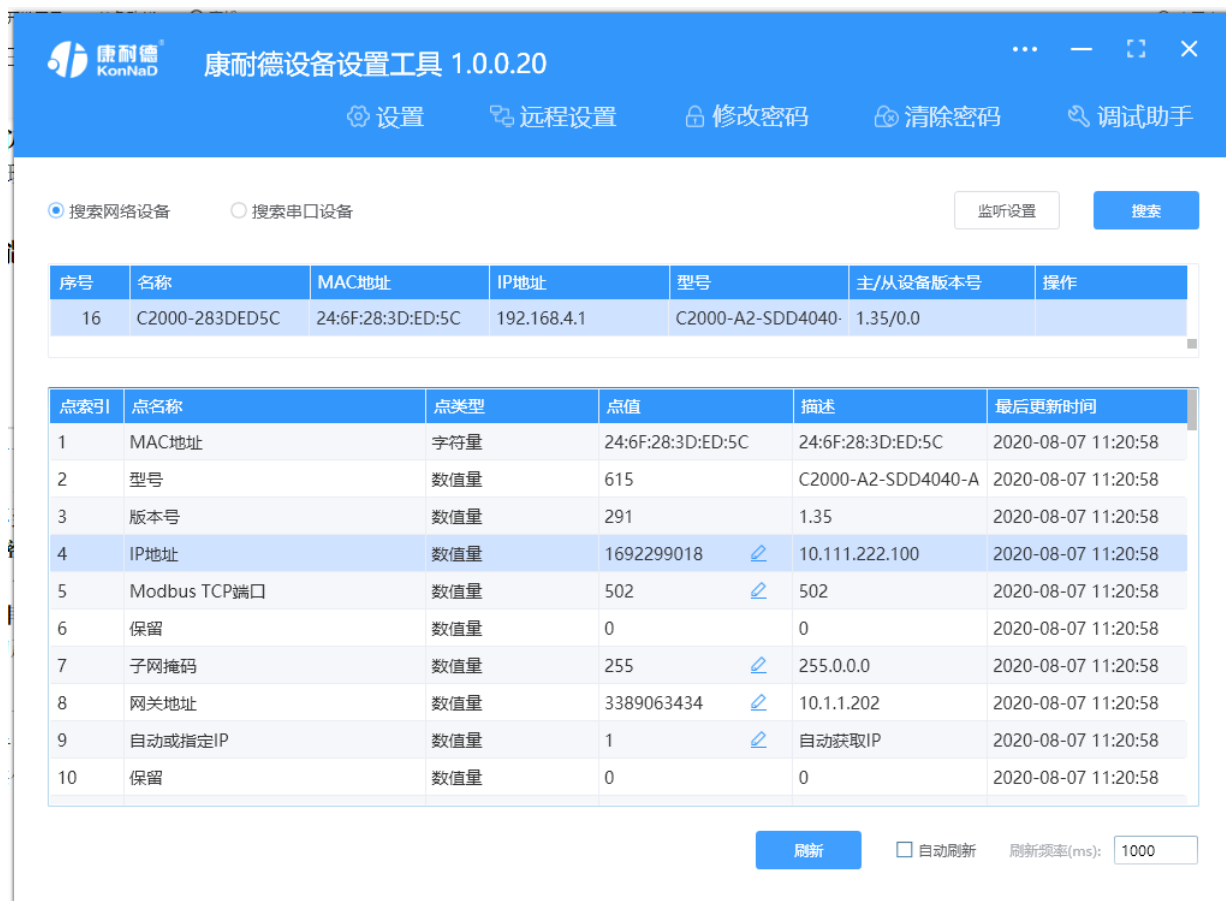 康耐德®
KonNaD
康耐德设备设置工具 1.0.0.20
设置 远程设置 修改密码 清除密码 调试助手
搜索网络设备 搜索串口设备 监听设置 搜索
序号 名称 MAC地址 IP地址 型号 主/从设备版本号 操作
16 C2000-283DED5C 24:6F:28:3D:ED:5C 192.168.4.1 C2000-A2-SDD4040- 1.35/0.0
点索引 点名称 点类型 点值 描述 最后更新时间
1 MAC地址 字符量 24:6F:28:3D:ED:5C 24:6F:28:3D:ED:5C 2020-08-07 11:20:58
2 型号 数值量 615 C2000-A2-SDD4040-A 2020-08-07 11:20:58
3 版本号 数值量 291 1.35 2020-08-07 11:20:58
4 IP地址 数值量 1692299018 10.111.222.100 2020-08-07 11:20:58
5 Modbus TCP端口 数值量 502 502 2020-08-07 11:20:58
6 保留 数值量 0 0 2020-08-07 11:20:58
7 子网掩码 数值量 255 255.0.0.0 2020-08-07 11:20:58
8 网关地址 数值量 3389063434 10.1.1.202 2020-08-07 11:20:58
9 自动或指定IP 数值量 1 自动获取IP 2020-08-07 11:20:58
10 保留 数值量 0 0 2020-08-07 11:20:58
刷新 自动刷新 刷新频率(ms): 1000